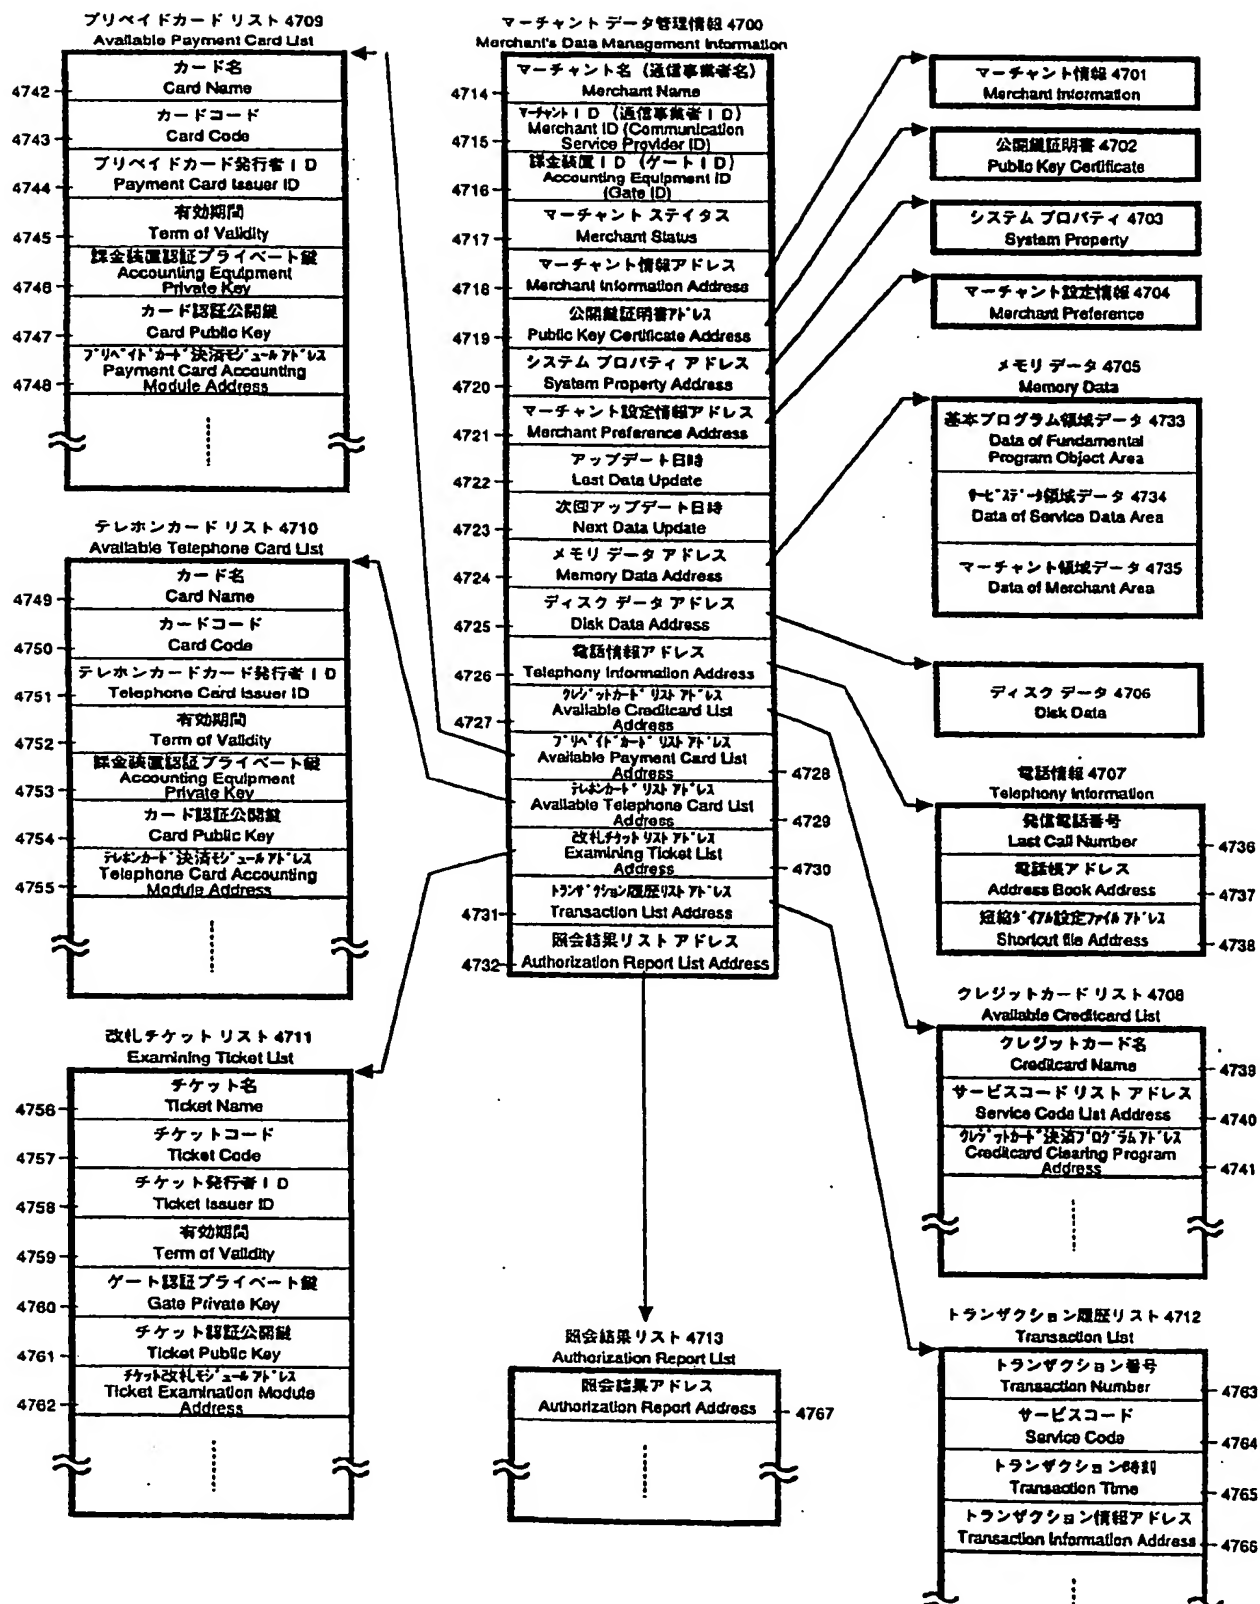 プリペイドカード リスト 4709
Available Payment Card List
カード名
Card Name
4742
カードコード
Card Code
4743
プリペイドカード発行者ID
Payment Card Issuer ID
4744
有効期間
Term of Validity
4745
課金装置認証プライベート鍵
Accounting Equipment
Private Key
4746
カード認証公開鍵
Card Public Key
4747
プリペイドカード決済モジュールアドレス
Payment Card Accounting
Module Address
4748
テレホンカード リスト 4710
Available Telephone Card List
カード名
Card Name
4749
カードコード
Card Code
4750
テレホンカードカード発行者ID
Telephone Card Issuer ID
4751
有効期間
Term of Validity
4752
課金装置認証プライベート鍵
Accounting Equipment
Private Key
4753
カード認証公開鍵
Card Public Key
4754
テレホンカード決済モジュールアドレス
Telephone Card Accounting
Module Address
4755
改札チケット リスト 4711
Examining Ticket List
チケット名
Ticket Name
4756
チケットコード
Ticket Code
4757
チケット発行者ID
Ticket Issuer ID
4758
有効期間
Term of Validity
4759
ゲート認証プライベート鍵
Gate Private Key
4760
チケット認証公開鍵
Ticket Public Key
4761
チケット改札モジュールアドレス
Ticket Examination Module
Address
4762
マーチャント データ管理情報 4700
Merchant's Data Management Information
マーチャント名(通信事業者名)
Merchant Name
4714
マーチャントID(通信事業者ID)
Merchant ID (Communication
Service Provider ID)
4715
課金装置ID(ゲートID)
Accounting Equipment ID
(Gate ID)
4716
マーチャント ステイタス
Merchant Status
4717
マーチャント情報アドレス
Merchant Information Address
4718
公開鍵証明書アドレス
Public Key Certificate Address
4719
システム プロパティ アドレス
System Property Address
4720
マーチャント設定情報アドレス
Merchant Preference Address
4721
アップデート日時
Last Data Update
4722
次回アップデート日時
Next Data Update
4723
メモリ データ アドレス
Memory Data Address
4724
ディスク データ アドレス
Disk Data Address
4725
電話情報アドレス
Telephony Information Address
4726
クレジットカード リスト アドレス
Available Creditcard List
Address
4727
プリペイドカード リスト アドレス
Available Payment Card List
Address
4728
テレホンカード リスト アドレス
Available Telephone Card List
Address
4729
改札チケット リスト アドレス
Examining Ticket List
Address
4730
トランザクション履歴リスト アドレス
Transaction List Address
4731
照会結果リスト アドレス
Authorization Report List Address
4732
照会結果リスト 4713
Authorization Report List
照会結果アドレス
Authorization Report Address
4767
マーチャント情報 4701
Merchant Information
公開鍵証明書 4702
Public Key Certificate
システム プロパティ 4703
System Property
マーチャント設定情報 4704
Merchant Preference
メモリ データ 4705
Memory Data
基本プログラム領域データ 4733
Data of Fundamental
Program Object Area
サービスデータ領域データ 4734
Data of Service Data Area
マーチャント領域データ 4735
Data of Merchant Area
ディスク データ 4706
Disk Data
電話情報 4707
Telephony Information
発信電話番号
Last Call Number
4736
電話帳アドレス
Address Book Address
4737
短縮ダイアル設定ファイル アドレス
Shortcut file Address
4738
クレジットカード リスト 4708
Available Creditcard List
クレジットカード名
Creditcard Name
4739
サービスコード リスト アドレス
Service Code List Address
4740
クレジットカード決済プログラムアドレス
Creditcard Clearing Program
Address
4741
トランザクション履歴リスト 4712
Transaction List
トランザクション番号
Transaction Number
4763
サービスコード
Service Code
4764
トランザクション時刻
Transaction Time
4765
トランザクション情報アドレス
Transaction Information Address
4766